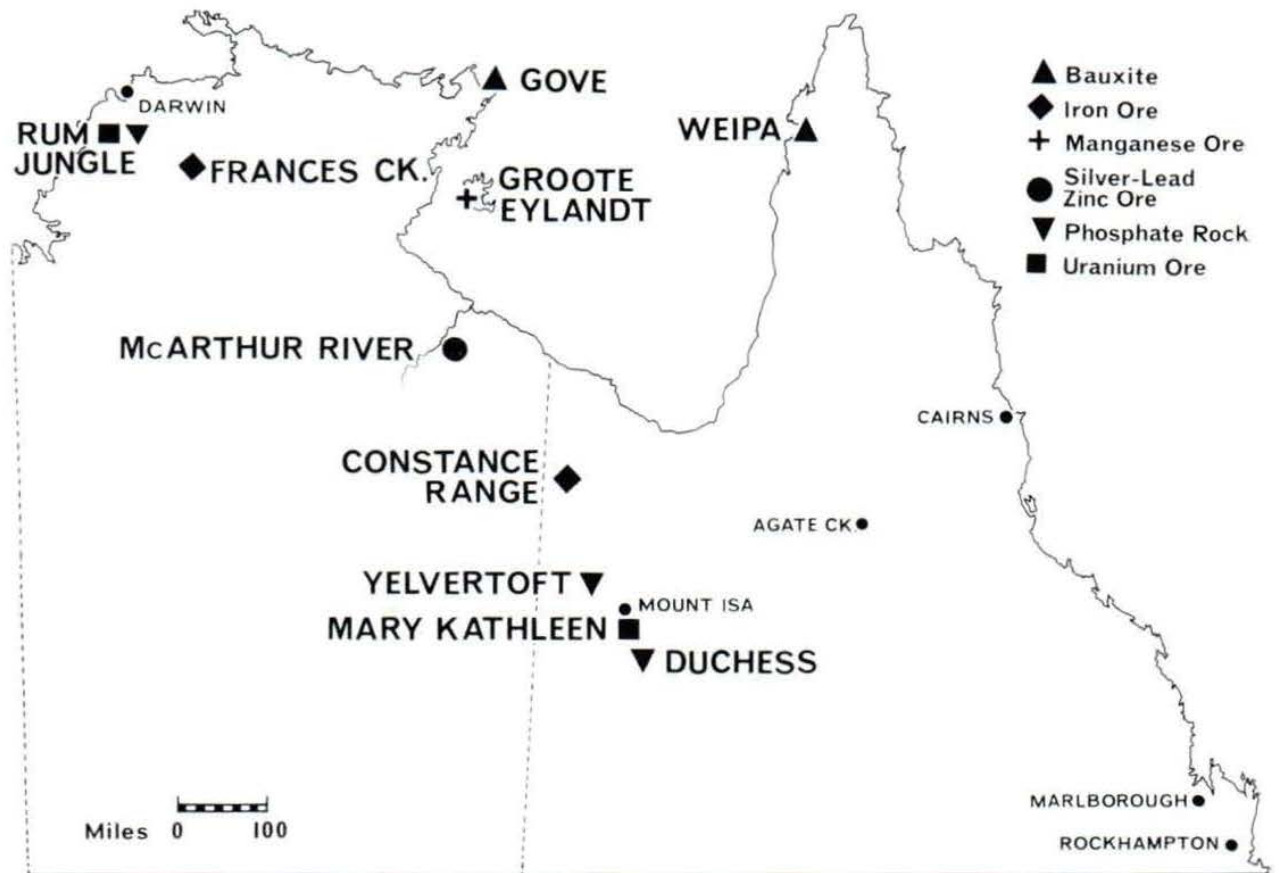 GOVE
DARWIN
WEIPA
RUM
JUNGLE
FRANCES CK.
GROOTE
EYLANDT
Bauxite
Iron Ore
Manganese Ore
Silver-Lead
Zinc Ore
Phosphate Rock
Uranium Ore
McARTHUR RIVER
CAIRNS
CONSTANCE
RANGE
AGATE CK
YELVERTOFT
MOUNT ISA
MARY KATHLEEN
DUCHESS
MARLBOROUGH
ROCKHAMPTON
Miles 0 100